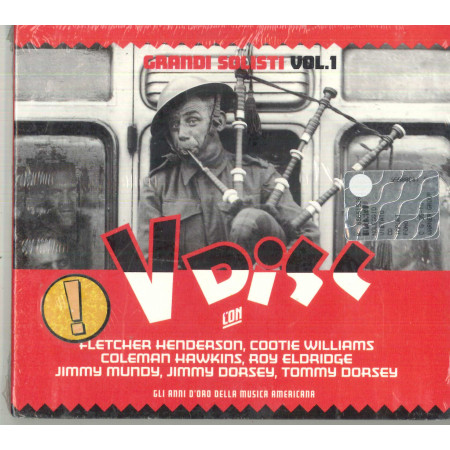 GRANDI SOLISTI VOL.1
V DISC
CON
FLETCHER HENDERSON, COOTIE WILLIAMS
COLEMAN HAWKINS, ROY ELDRIDGE
JIMMY MUNDY, JIMMY DORSEY, TOMMY DORSEY
GLI ANNI D'ORO DELLA MUSICA AMERICANA
!